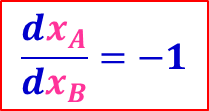 dx_A/dx_B = −1